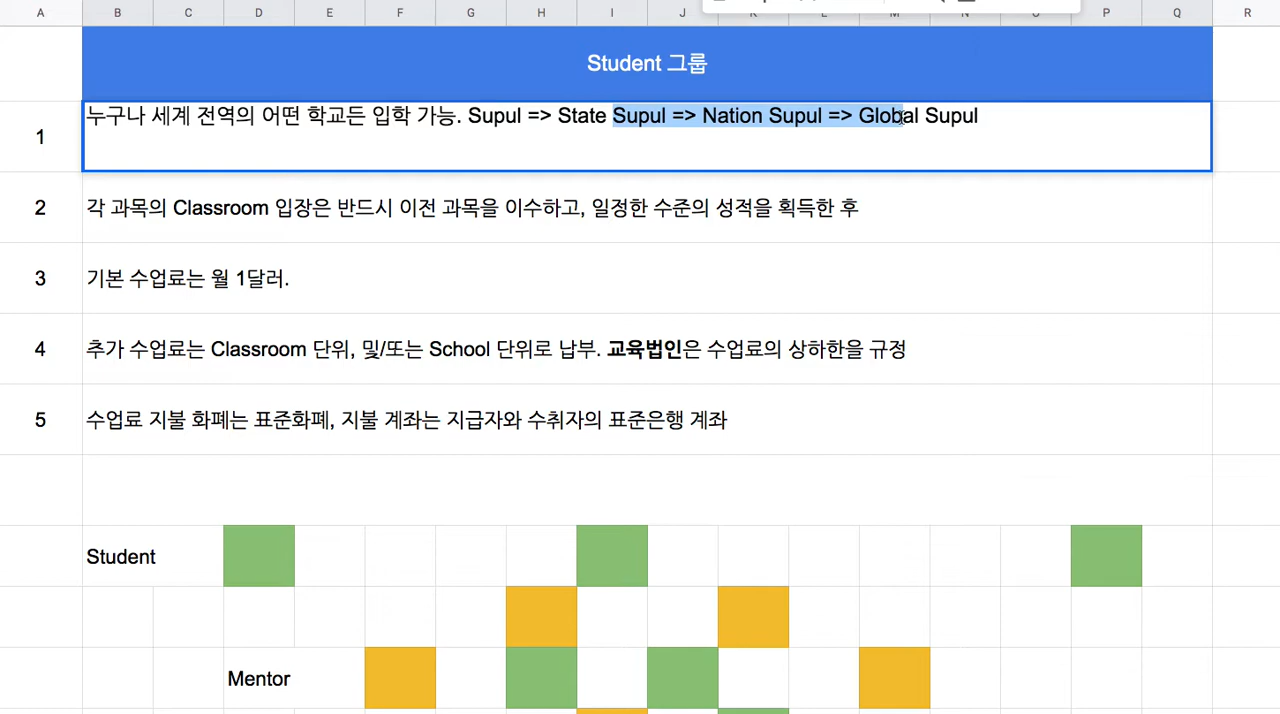 A B C D E F G H I J K L M N O P Q R
Student 그룹
1 누구나 세계 전역의 어떤 학교든 입학 가능. Supul => State Supul => Nation Supul => Global Supul
2 각 과목의 Classroom 입장은 반드시 이전 과목을 이수하고, 일정한 수준의 성적을 획득한 후
3 기본 수업료는 월 1달러.
4 추가 수업료는 Classroom 단위, 및/또는 School 단위로 납부. 교육법인은 수업료의 상하한을 규정
5 수업료 지불 화폐는 표준화폐, 지불 계좌는 지급자와 수취자의 표준은행 계좌
Student
Mentor